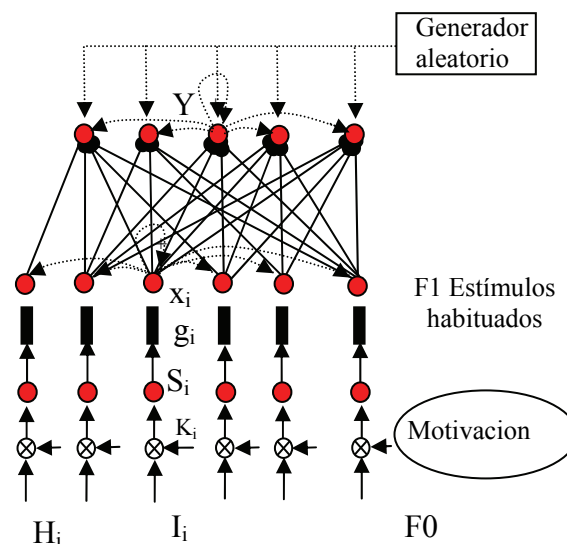 Generador
aleatorio
Y
xi
F1 Estímulos
habituados
gi
Si
Ki
Motivacion
Hi
Ii
F0